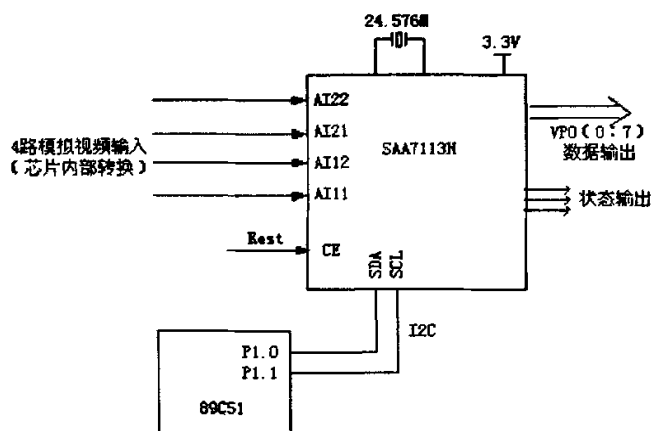 24.576M
3.3V
AI22
AI21
AI12
AI11
SAA7113H
4路模拟视频输入
(芯片内部转换)
VPO(0:7)
数据输出
状态输出
Rest
CE
SDA
SCL
I2C
P1.0
P1.1
89C51